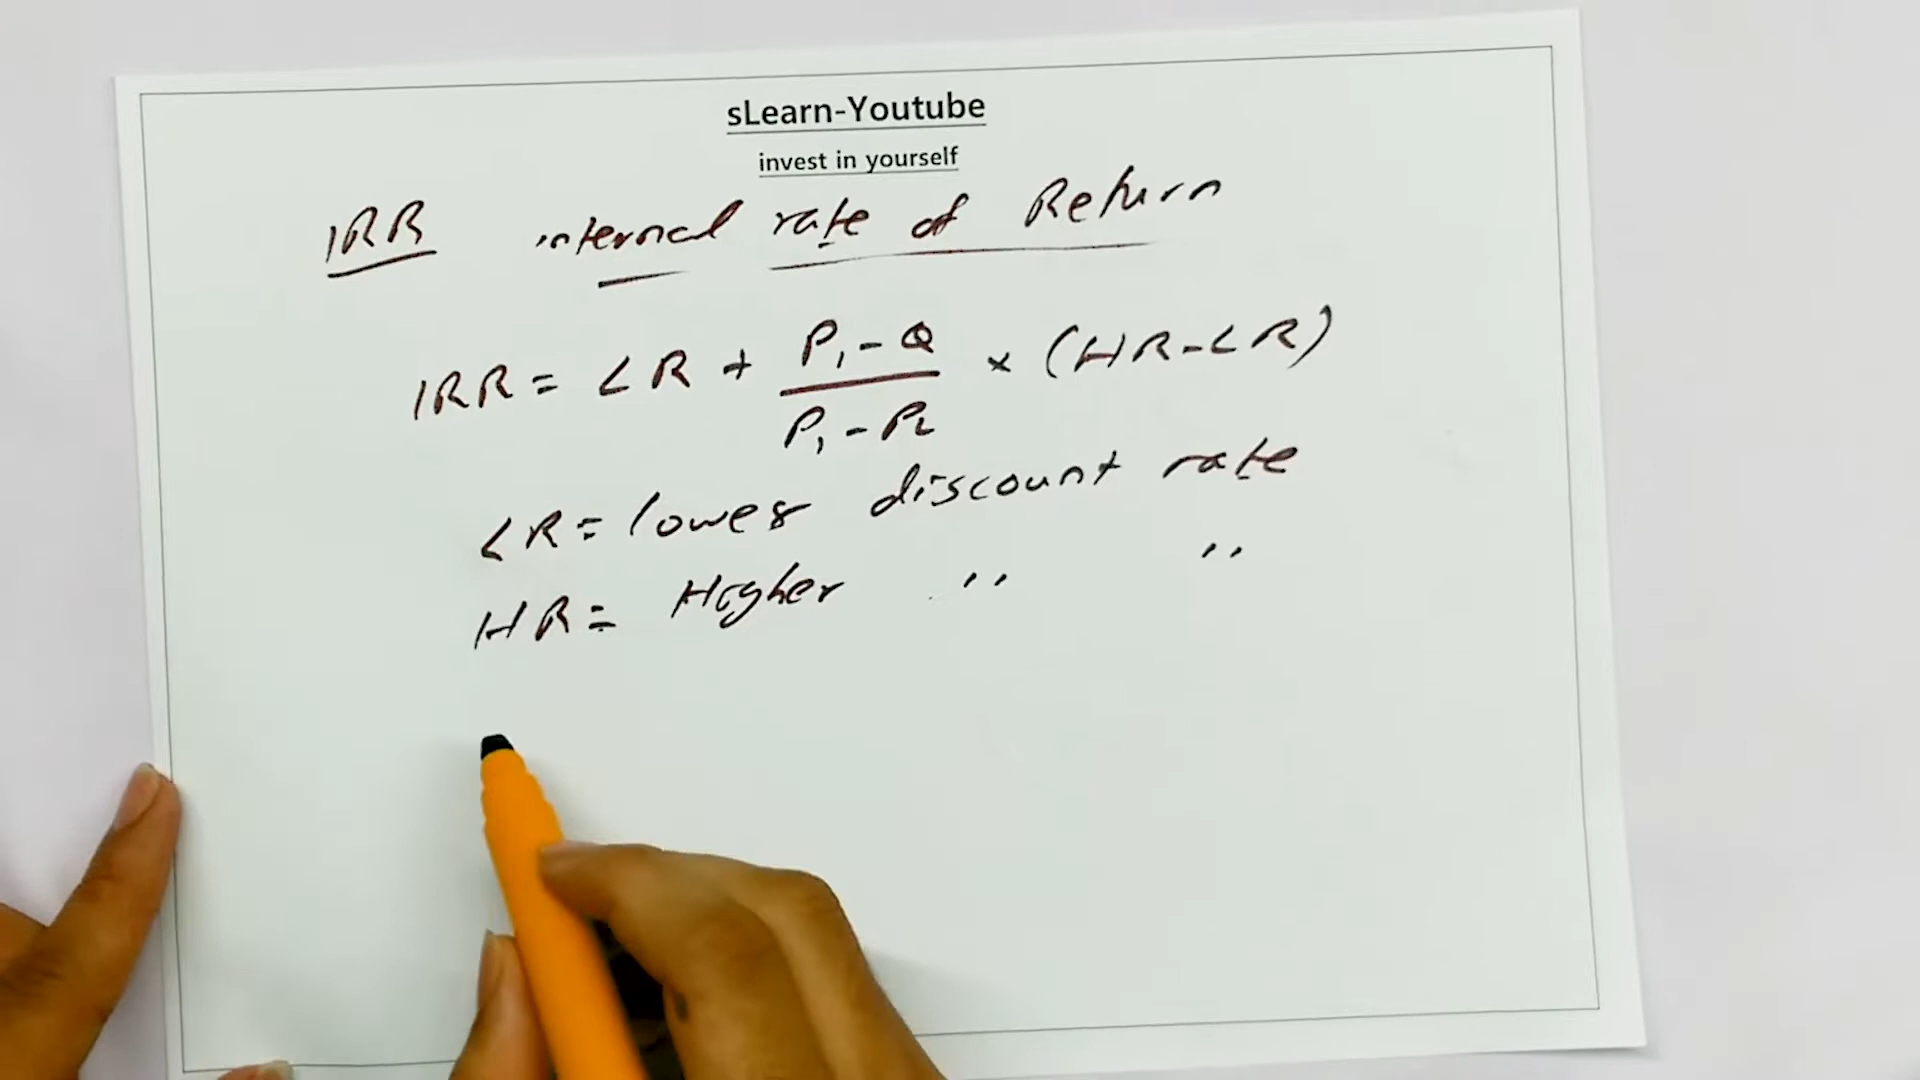 sLearn-Youtube
invest in yourself
IRR internal rate of Return
IRR = LR + P₁ - Q / P₁ - P₂ × (HR - LR)
LR = lower discount rate
HR = Higher ,, ,,